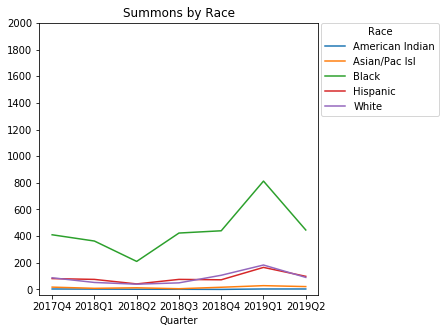 Summons by Race
2000
1800
1600
1400
1200
1000
800
600
400
200
0
2017Q4 2018Q1 2018Q2 2018Q3 2018Q4 2019Q1 2019Q2
Quarter
Race
American Indian
Asian/Pac Isl
Black
Hispanic
White